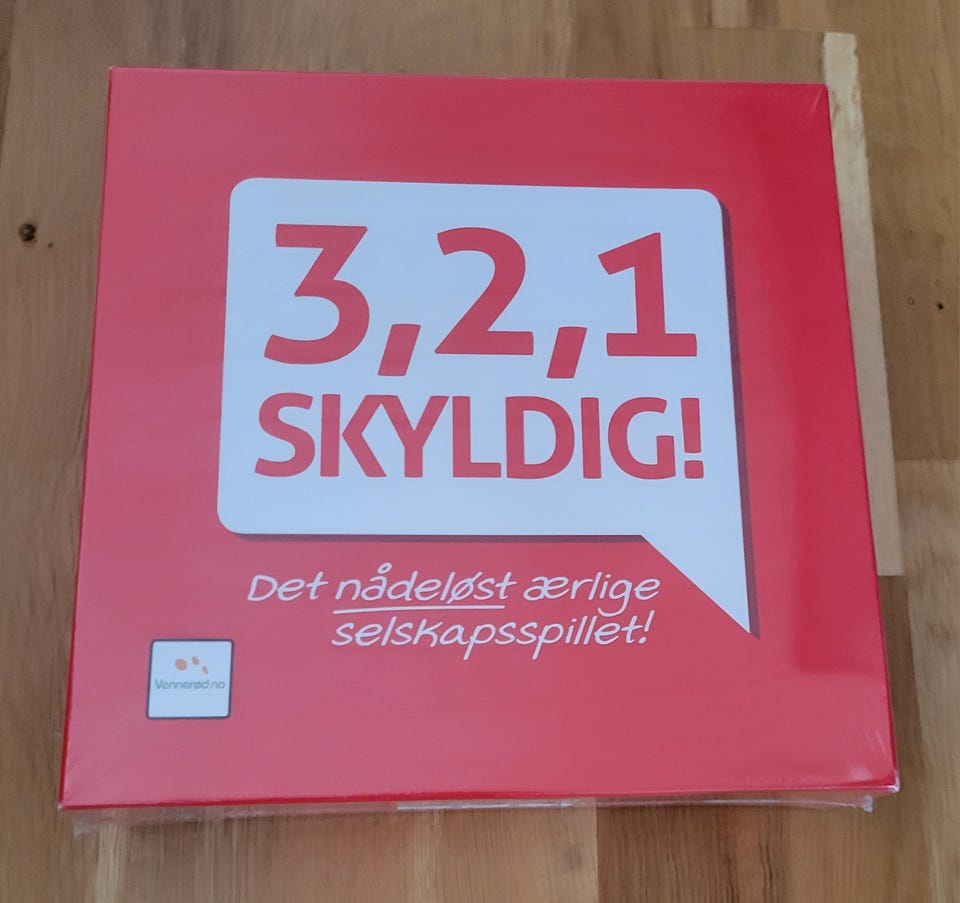 3,2,1
SKYLDIG!
Det nådeløst ærlige
selskapsspillet!
Vennerød.no